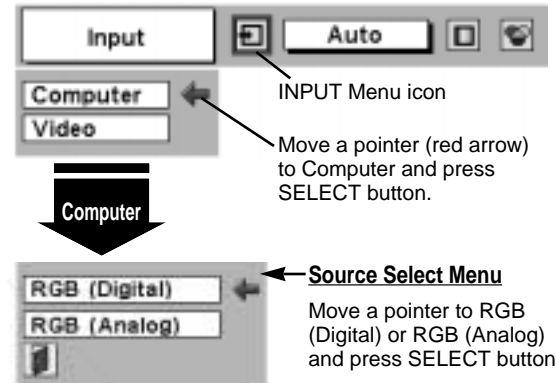 Input
Auto
INPUT Menu icon
Computer
Video
Move a pointer (red arrow)
to Computer and press
SELECT button.
Computer
RGB (Digital)
RGB (Analog)
Source Select Menu
Move a pointer to RGB
(Digital) or RGB (Analog)
and press SELECT button